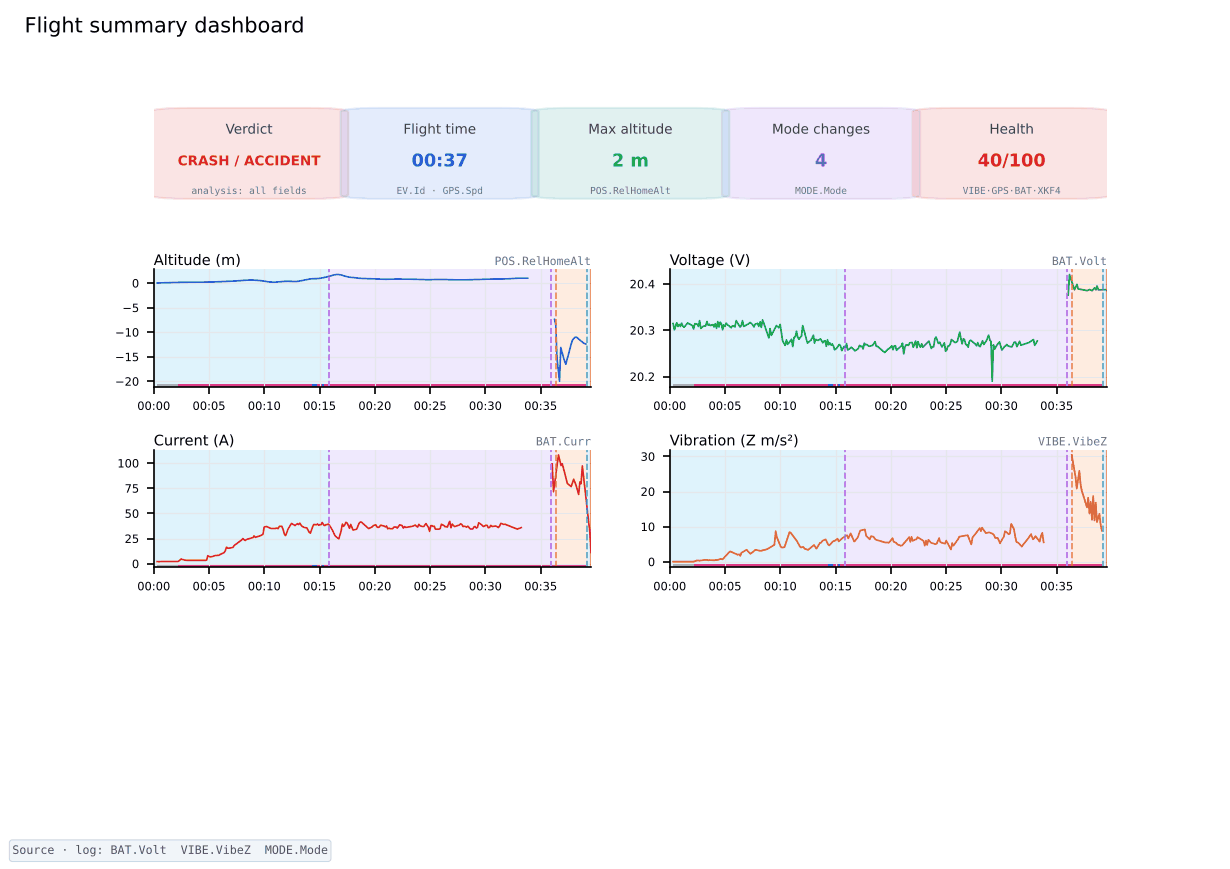 Flight summary dashboard
Verdict
CRASH / ACCIDENT
analysis: all fields
Flight time
00:37
EV.Id · GPS.Spd
Max altitude
2 m
POS.RelHomeAlt
Mode changes
4
MODE.Mode
Health
40/100
VIBE·GPS·BAT·XKF4
Altitude (m) POS.RelHomeAlt
0
−5
−10
−15
−20
00:00 00:05 00:10 00:15 00:20 00:25 00:30 00:35
Voltage (V) BAT.Volt
20.4
20.3
20.2
00:00 00:05 00:10 00:15 00:20 00:25 00:30 00:35
Current (A) BAT.Curr
100
75
50
25
0
00:00 00:05 00:10 00:15 00:20 00:25 00:30 00:35
Vibration (Z m/s²) VIBE.VibeZ
30
20
10
0
00:00 00:05 00:10 00:15 00:20 00:25 00:30 00:35
Source · log: BAT.Volt VIBE.VibeZ MODE.Mode